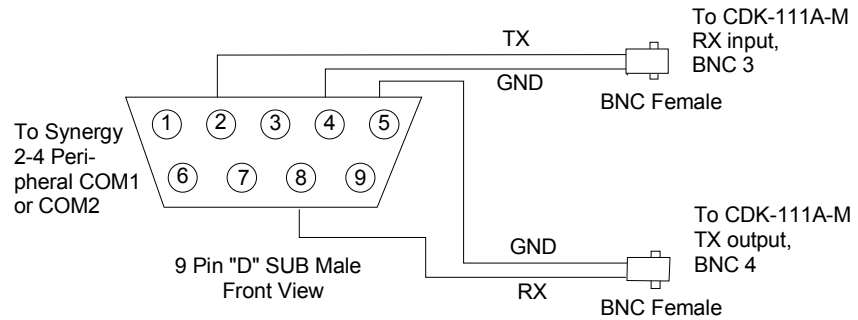 TX
GND
To CDK-111A-M
RX input,
BNC 3
BNC Female
1 2 3 4 5
6 7 8 9
To Synergy
2-4 Peri-
pheral COM1
or COM2
9 Pin "D" SUB Male
Front View
GND
RX
To CDK-111A-M
TX output,
BNC 4
BNC Female